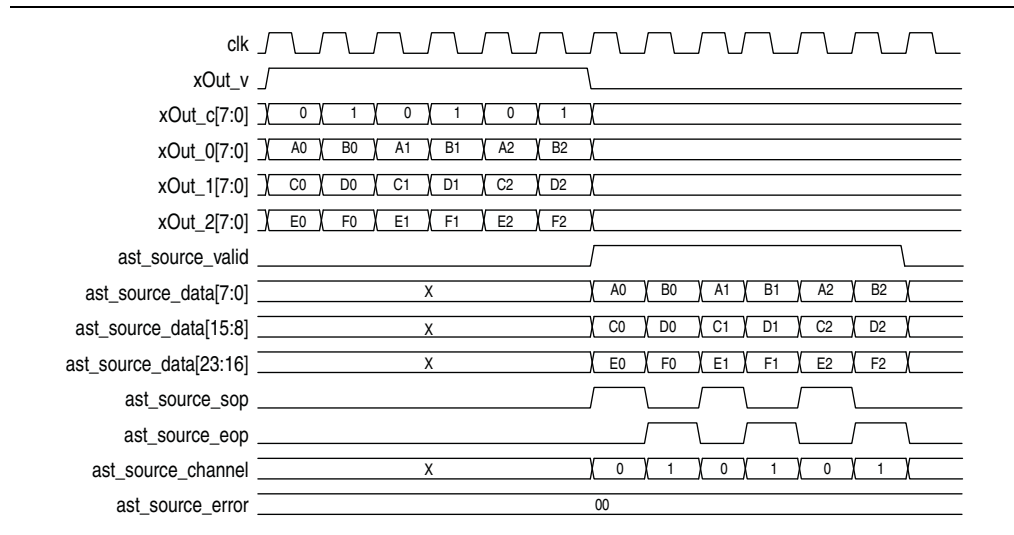 clk
xOut_v
xOut_c[7:0] 0 1 0 1 0 1
xOut_0[7:0] A0 B0 A1 B1 A2 B2
xOut_1[7:0] C0 D0 C1 D1 C2 D2
xOut_2[7:0] E0 F0 E1 F1 E2 F2
ast_source_valid
ast_source_data[7:0] X A0 B0 A1 B1 A2 B2
ast_source_data[15:8] X C0 D0 C1 D1 C2 D2
ast_source_data[23:16] X E0 F0 E1 F1 E2 F2
ast_source_sop
ast_source_eop
ast_source_channel X 0 1 0 1 0 1
ast_source_error 00